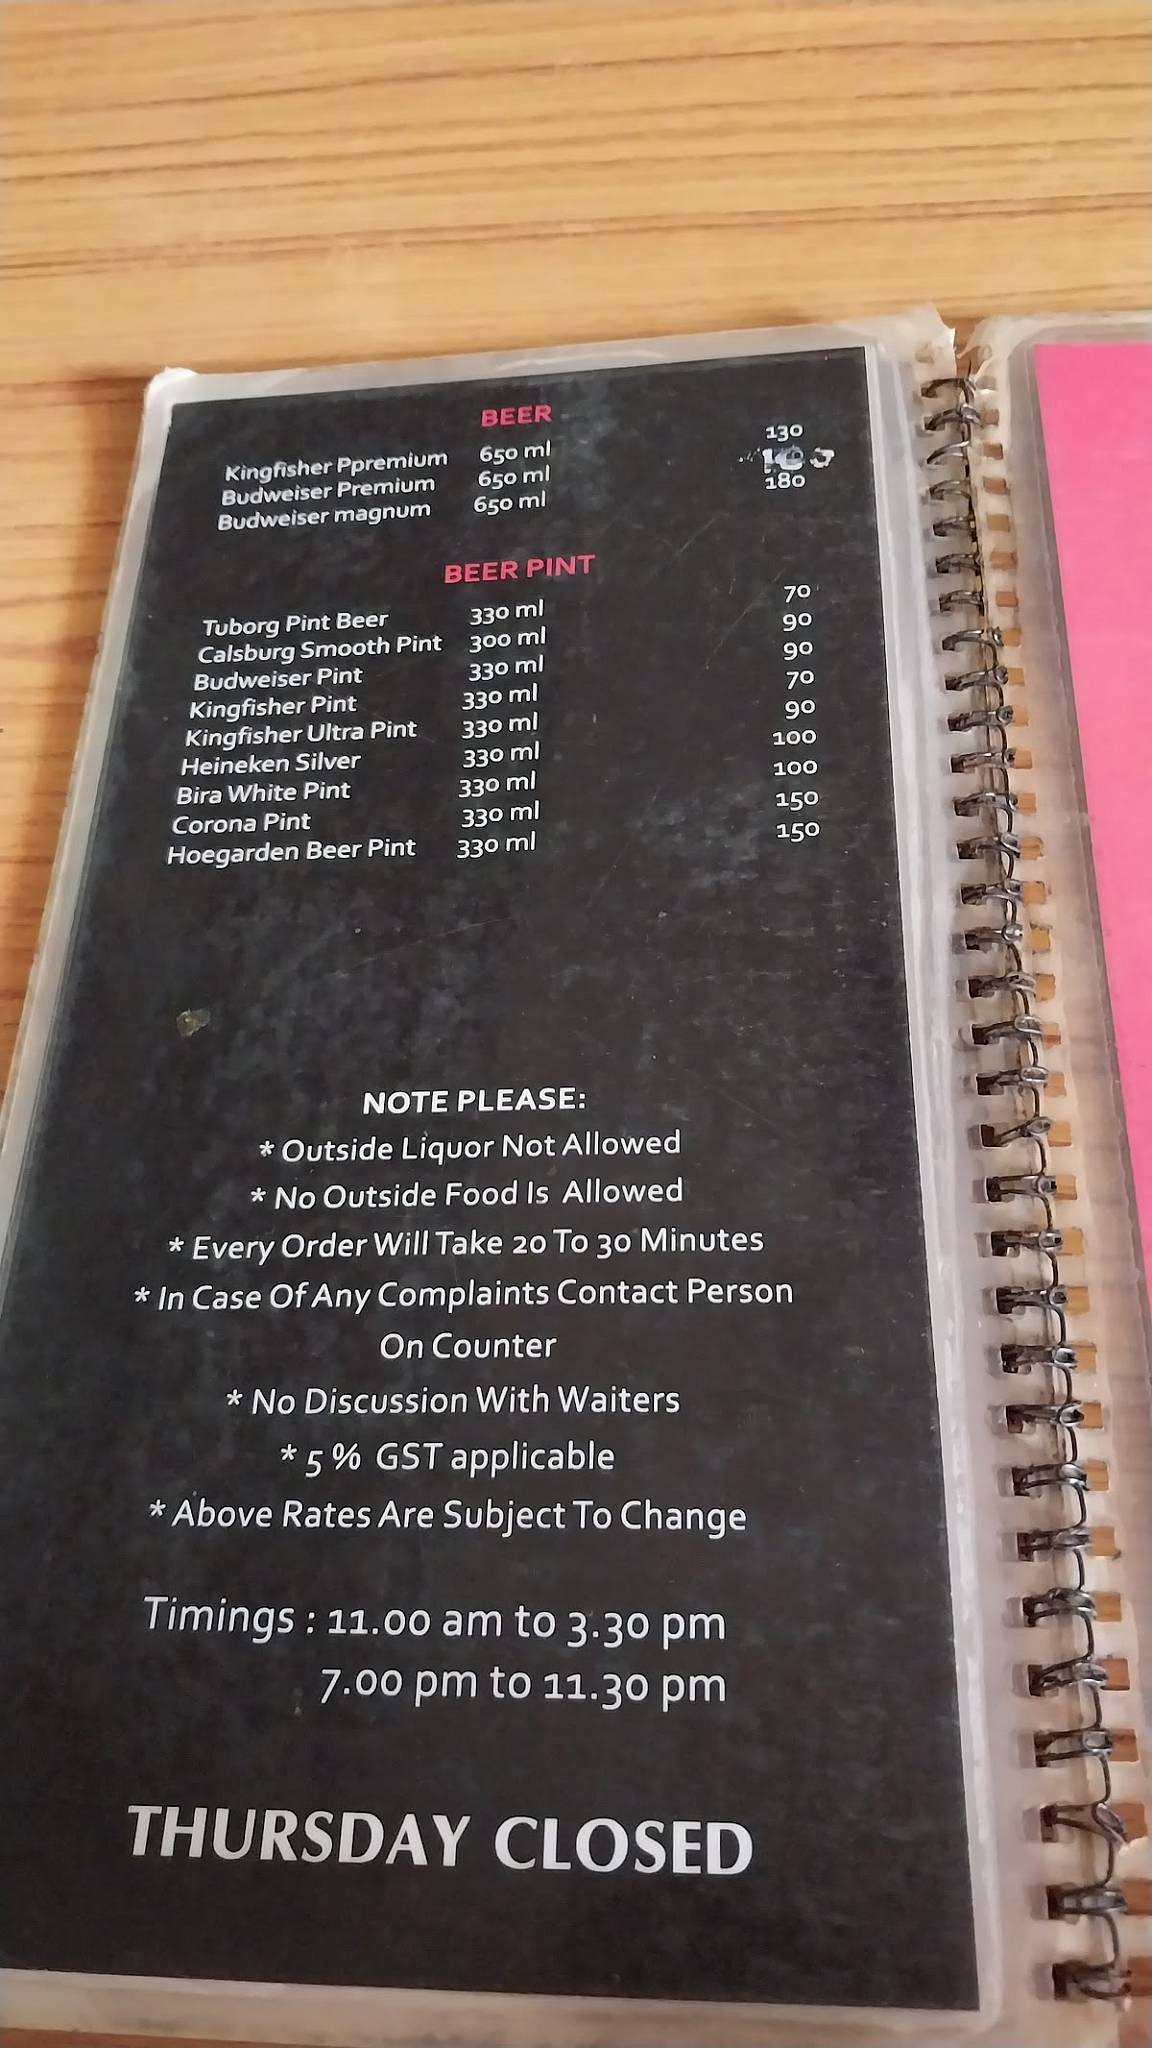 BEER
Kingfisher Ppremium 650 ml 130
Budweiser Premium 650 ml
Budweiser magnum 650 ml 180
BEER PINT
Tuborg Pint Beer 330 ml 70
Calsburg Smooth Pint 300 ml 90
Budweiser Pint 330 ml 90
Kingfisher Pint 330 ml 70
Kingfisher Ultra Pint 330 ml 90
Heineken Silver 330 ml 100
Bira White Pint 330 ml 100
Corona Pint 330 ml 150
Hoegarden Beer Pint 330 ml 150
NOTE PLEASE:
* Outside Liquor Not Allowed
* No Outside Food Is Allowed
* Every Order Will Take 20 To 30 Minutes
* In Case Of Any Complaints Contact Person
On Counter
* No Discussion With Waiters
* 5 % GST applicable
* Above Rates Are Subject To Change
Timings : 11.00 am to 3.30 pm
7.00 pm to 11.30 pm
THURSDAY CLOSED